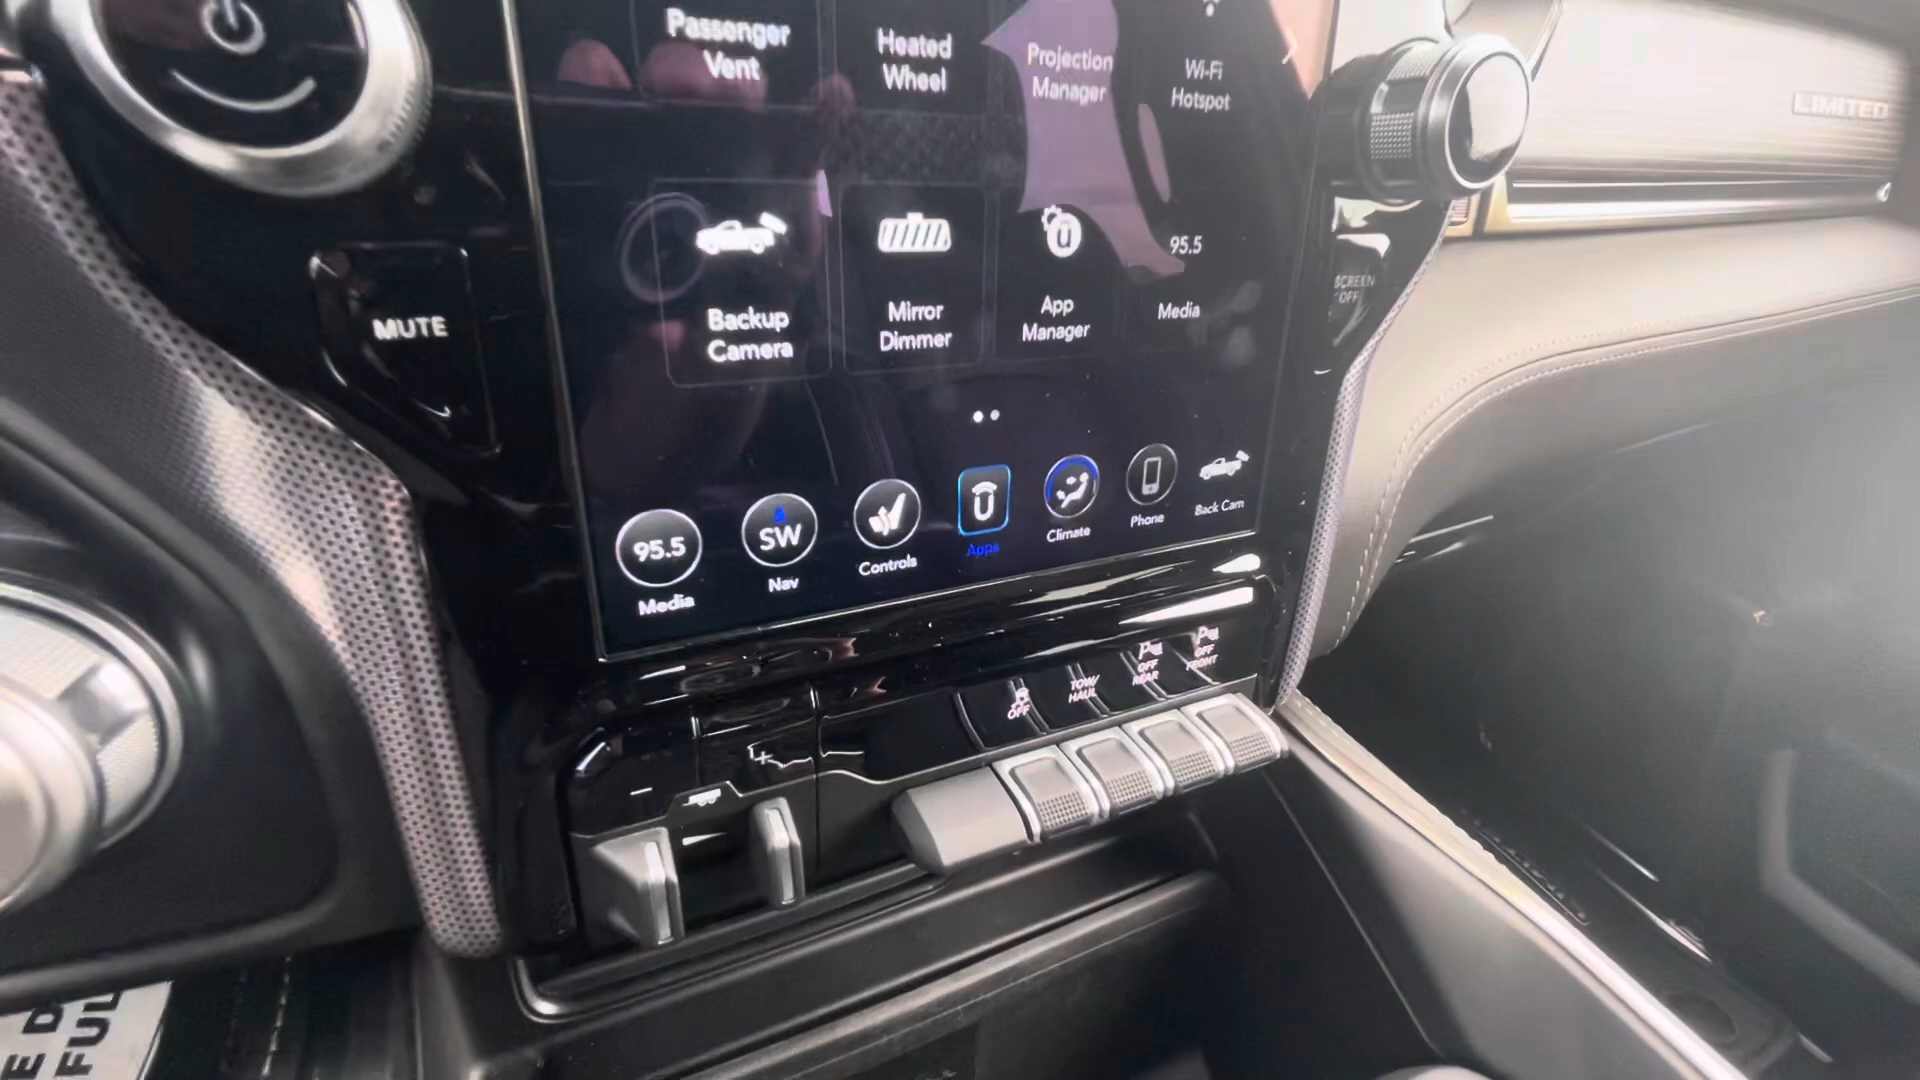 Passenger
Vent
Heated
Wheel
Projection
Manager
Wi-Fi
Hotspot
LIMITED
MUTE
Backup
Camera
Mirror
Dimmer
App
Manager
95.5
Media
SCREEN
OFF
95.5
Media
SW
Nav
Controls
Apps
Climate
Phone
Back Cam
OFF
TOW/
HAUL
P
OFF
REAR
P
OFF
FRONT
E D
FUL